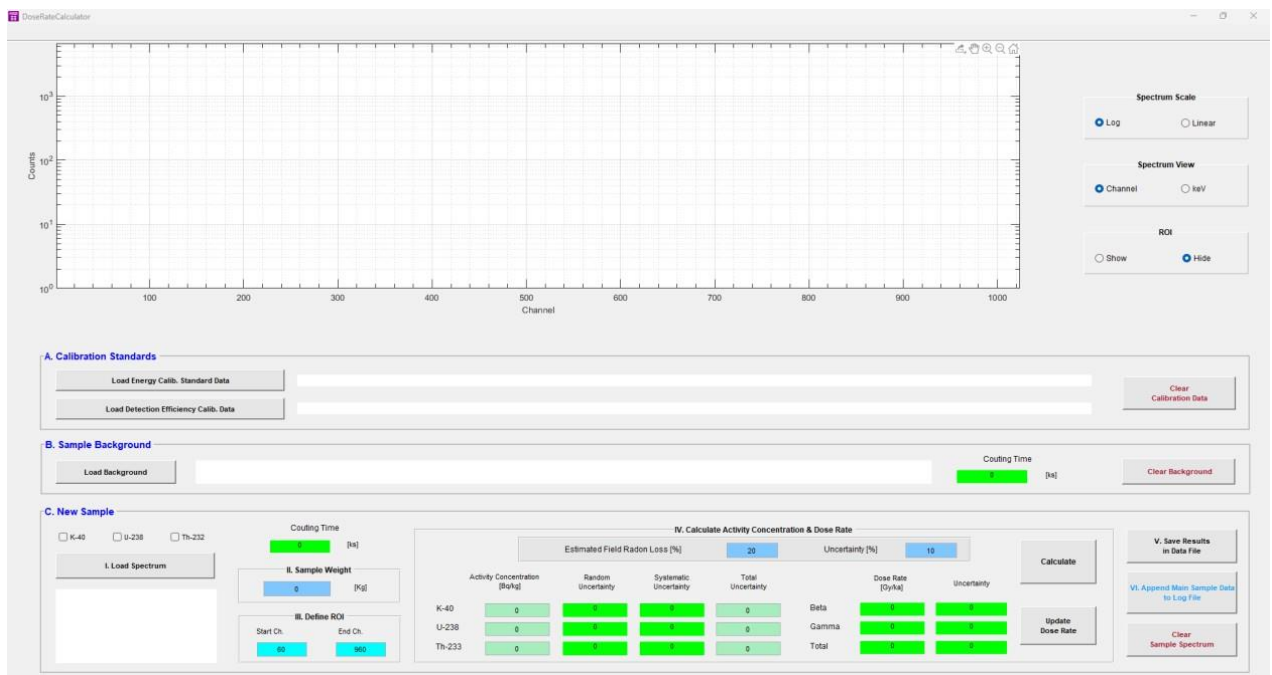 DoseRateCalculator
10³
10²
10¹
10⁰
Counts
100 200 300 400 500 600 700 800 900 1000
Channel
Spectrum Scale
Log Linear
Spectrum View
Channel keV
ROI
Show Hide
A. Calibration Standards
Load Energy Calib. Standard Data
Load Detection Efficiency Calib. Data
Clear
Calibration Data
B. Sample Background
Load Background
Couting Time
0 [ks]
Clear Background
C. New Sample
K-40 U-238 Th-232
I. Load Spectrum
Couting Time
0 [ks]
II. Sample Weight
0 [Kg]
III. Define ROI
Start Ch. End Ch.
60 960
IV. Calculate Activity Concentration & Dose Rate
Estimated Field Radon Loss [%] 20 Uncertainty [%] 10
Activity Concentration
[Bq/kg]
Random
Uncertainty
Systematic
Uncertainty
Total
Uncertainty
Dose Rate
[Gy/ka]
Uncertainty
K-40 0 0 0 0 Beta 0 0
U-238 0 0 0 0 Gamma 0 0
Th-233 0 0 0 0 Total 0 0
Calculate
Update
Dose Rate
V. Save Results
in Data File
VI. Append Main Sample Data
to Log File
Clear
Sample Spectrum